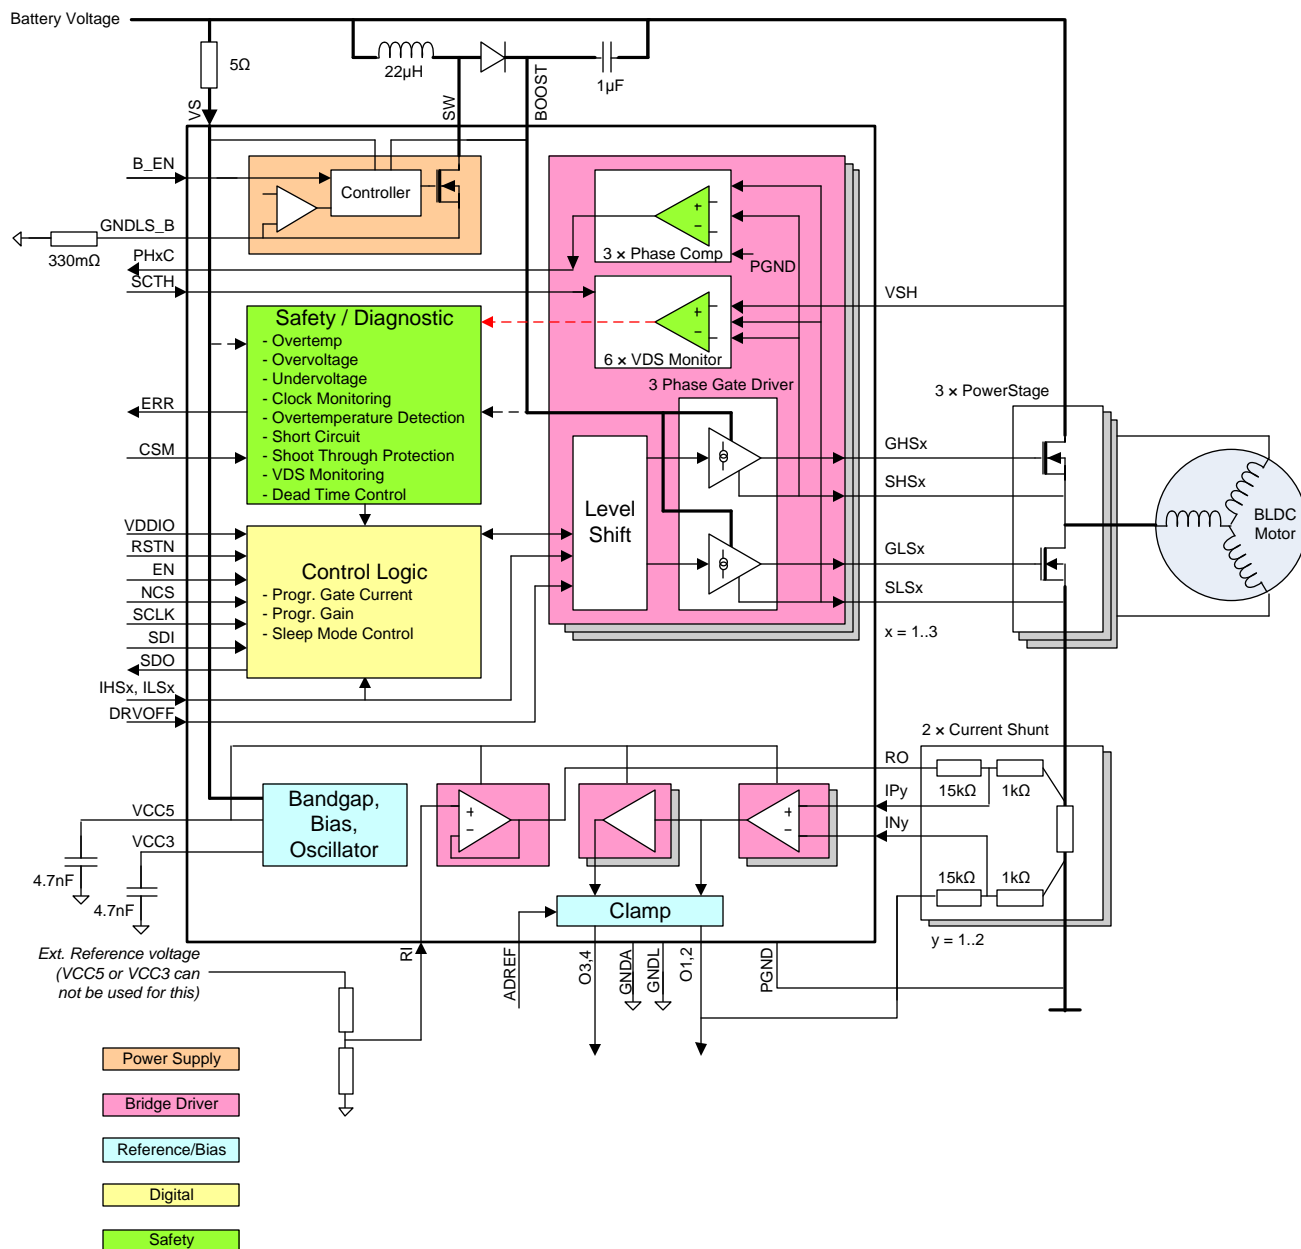 Battery Voltage
5Ω
22µH
1µF
VS
SW
BOOST
B_EN
Controller
GNDLS_B
330mΩ
PHxC
SCTH
3 × Phase Comp
PGND
VSH
6 × VDS Monitor
Safety / Diagnostic
- Overtemp
- Overvoltage
- Undervoltage
- Clock Monitoring
- Overtemperature Detection
- Short Circuit
- Shoot Through Protection
- VDS Monitoring
- Dead Time Control
ERR
CSM
3 Phase Gate Driver
3 × PowerStage
GHSx
SHSx
GLSx
SLSx
x = 1..3
BLDC
Motor
Level
Shift
VDDIO
RSTN
EN
NCS
SCLK
SDI
SDO
IHSx, ILSx
DRVOFF
Control Logic
- Progr. Gate Current
- Progr. Gain
- Sleep Mode Control
2 × Current Shunt
RO
IPy
INy
15kΩ
1kΩ
15kΩ
1kΩ
y = 1..2
VCC5
VCC3
4.7nF
4.7nF
Bandgap,
Bias,
Oscillator
Clamp
RI
ADREF
O3,4
GNDA
GNDL
O1,2
PGND
Ext. Reference voltage
(VCC5 or VCC3 can
not be used for this)
Power Supply
Bridge Driver
Reference/Bias
Digital
Safety